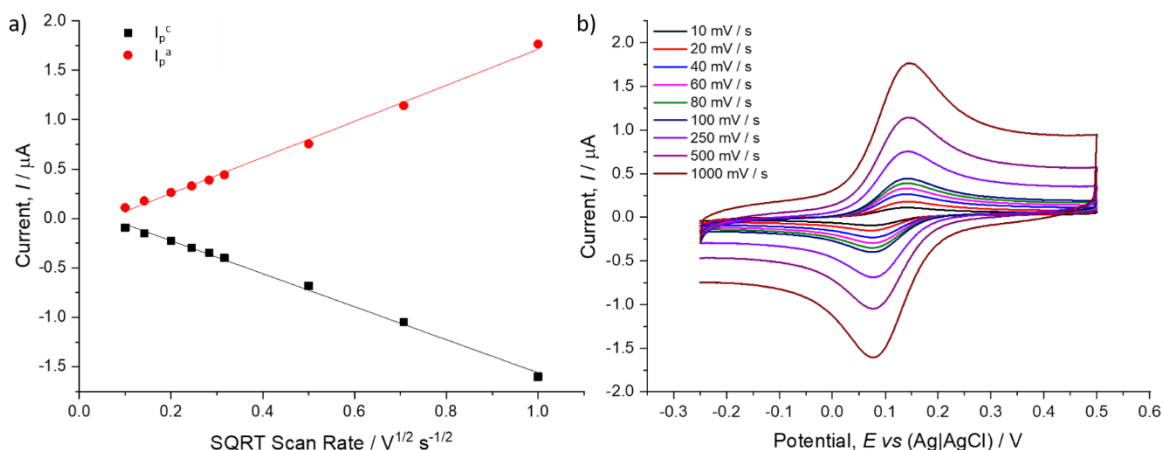 a)
I_p^c
I_p^a
2.0
1.5
1.0
0.5
0.0
-0.5
-1.0
-1.5
Current, I / μA
0.0 0.2 0.4 0.6 0.8 1.0
SQRT Scan Rate / V^1/2 s^-1/2
b)
10 mV / s
20 mV / s
40 mV / s
60 mV / s
80 mV / s
100 mV / s
250 mV / s
500 mV / s
1000 mV / s
2.0
1.5
1.0
0.5
0.0
-0.5
-1.0
-1.5
-2.0
Current, I / μA
-0.3 -0.2 -0.1 0.0 0.1 0.2 0.3 0.4 0.5 0.6
Potential, E vs (Ag|AgCl) / V